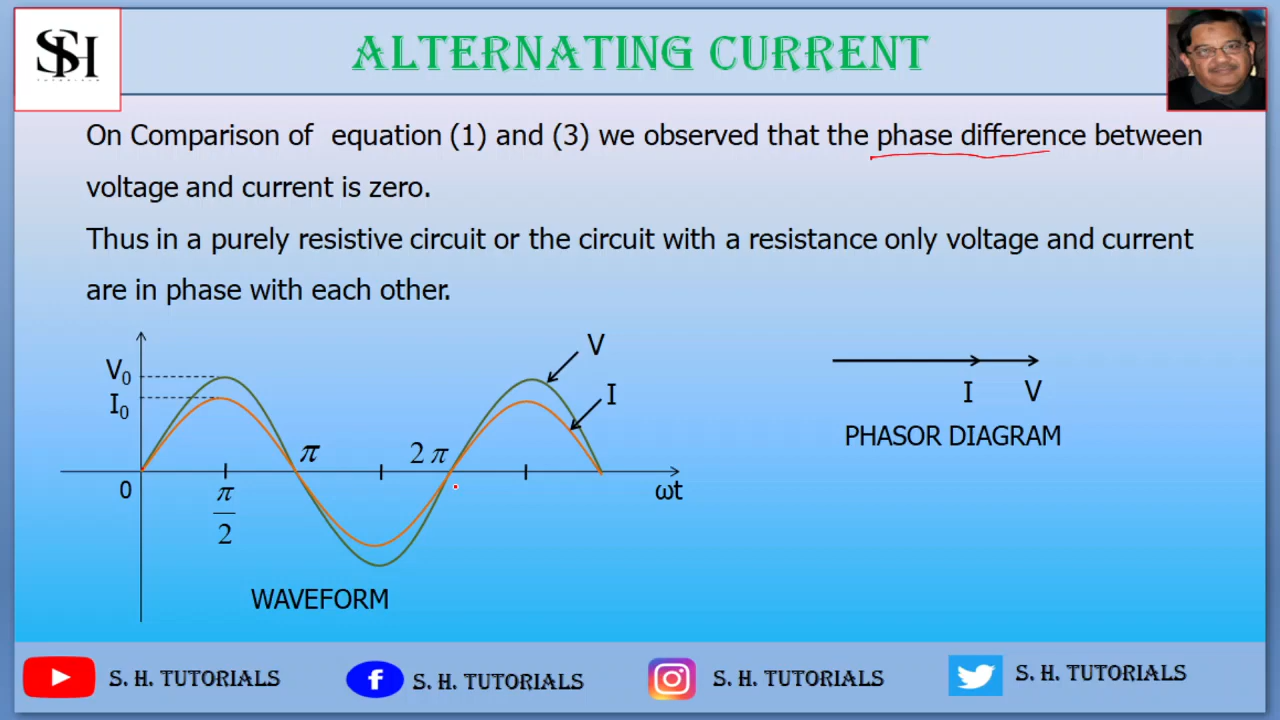 SH
TUTORIALS
ALTERNATING CURRENT
On Comparison of equation (1) and (3) we observed that the phase difference between
voltage and current is zero.
Thus in a purely resistive circuit or the circuit with a resistance only voltage and current
are in phase with each other.
V₀
I₀
0
π/2
π
2π
V
I
ωt
WAVEFORM
I V
PHASOR DIAGRAM
S. H. TUTORIALS
f S. H. TUTORIALS
S. H. TUTORIALS
S. H. TUTORIALS